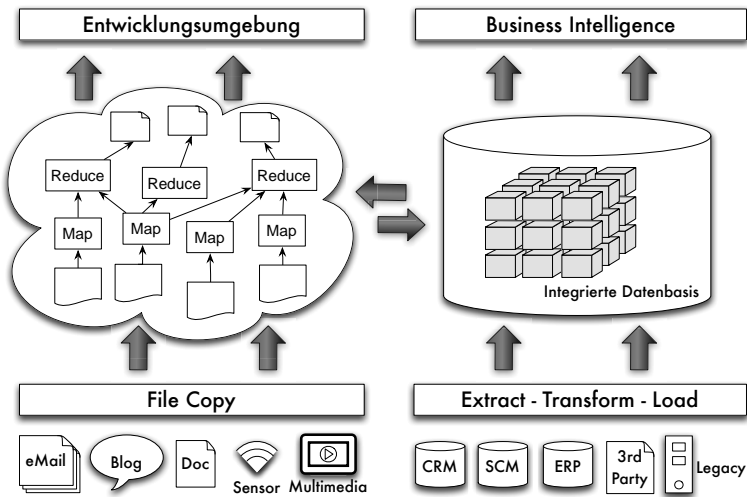 Entwicklungsumgebung
Business Intelligence
Reduce
Reduce
Reduce
Map
Map
Map
Map
Integrierte Datenbasis
File Copy
Extract - Transform - Load
eMail
Blog
Doc
Sensor
Multimedia
CRM
SCM
ERP
3rd
Party
Legacy